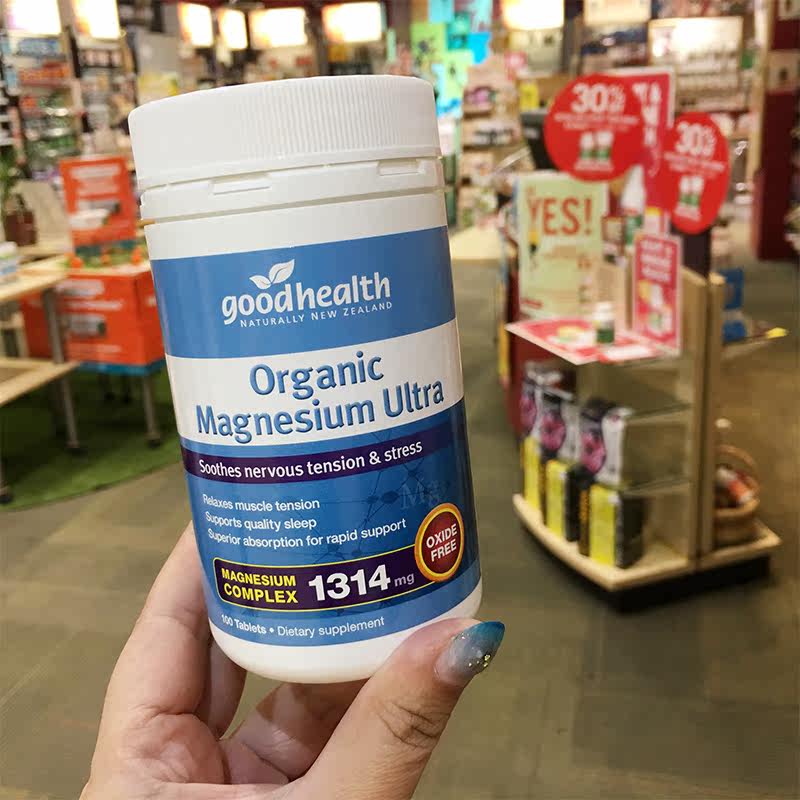 goodhealth
NATURALLY NEW ZEALAND
Organic
Magnesium Ultra
Soothes nervous tension & stress
Mg
Relaxes muscle tension
Supports quality sleep
Superior absorption for rapid support
OXIDE
FREE
MAGNESIUM
COMPLEX
1314 mg
100 Tablets • Dietary supplement
30%
30%
YES!